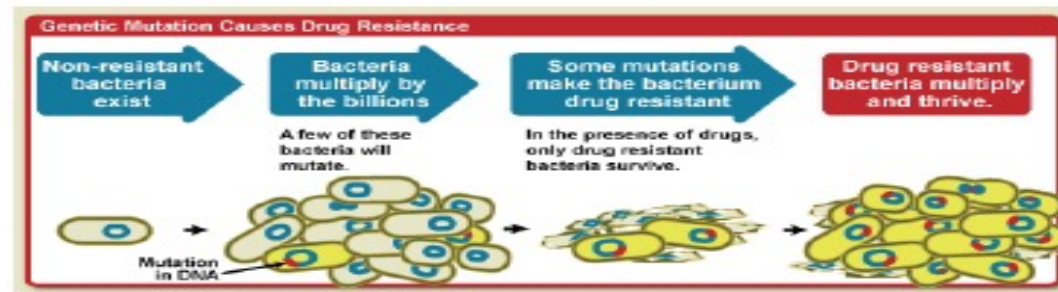 Genetic Mutation Causes Drug Resistance
Non-resistant
bacteria
exist
Bacteria
multiply by
the billions
Some mutations
make the bacterium
drug resistant
Drug resistant
bacteria multiply
and thrive.
A few of these
bacteria will
mutate.
In the presence of drugs,
only drug resistant
bacteria survive.
Mutation
in DNA